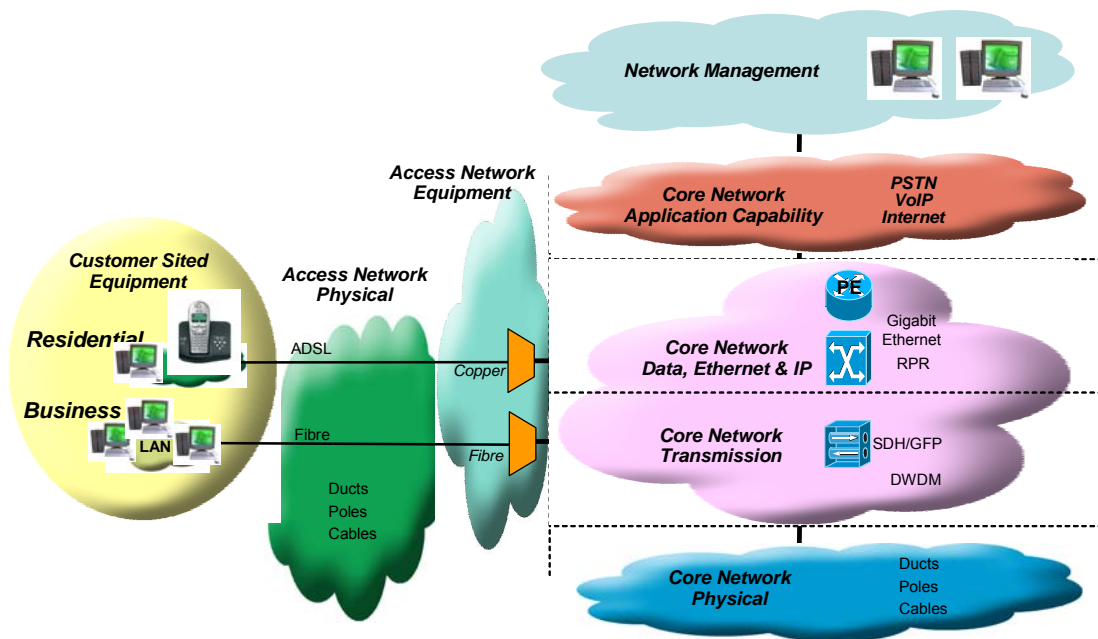 Network Management
Core Network
Application Capability
PSTN
VoIP
Internet
Access Network
Equipment
Customer Sited
Equipment
Access Network
Physical
Residential
ADSL
Copper
Business
LAN
Fibre
Fibre
Ducts
Poles
Cables
PE
Gigabit
Ethernet
RPR
Core Network
Data, Ethernet & IP
Core Network
Transmission
SDH/GFP
DWDM
Core Network
Physical
Ducts
Poles
Cables